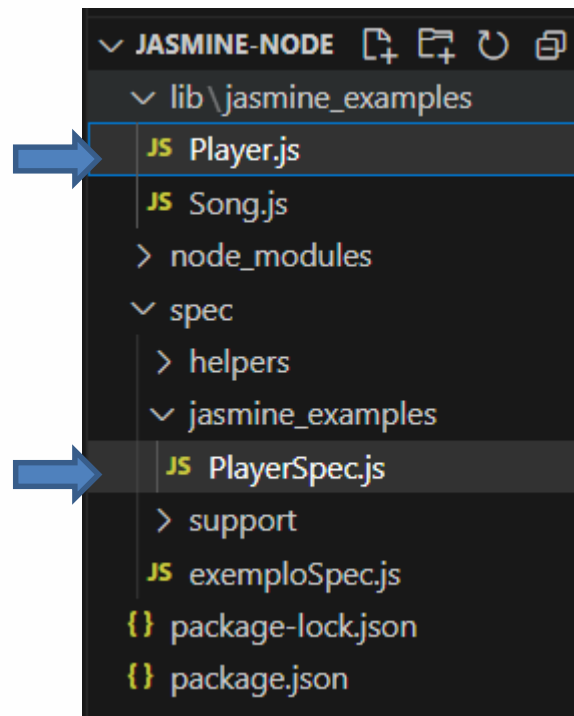 JASMINE-NODE
lib\jasmine_examples
JS Player.js
JS Song.js
node_modules
spec
helpers
jasmine_examples
JS PlayerSpec.js
support
JS exemploSpec.js
{} package-lock.json
{} package.json